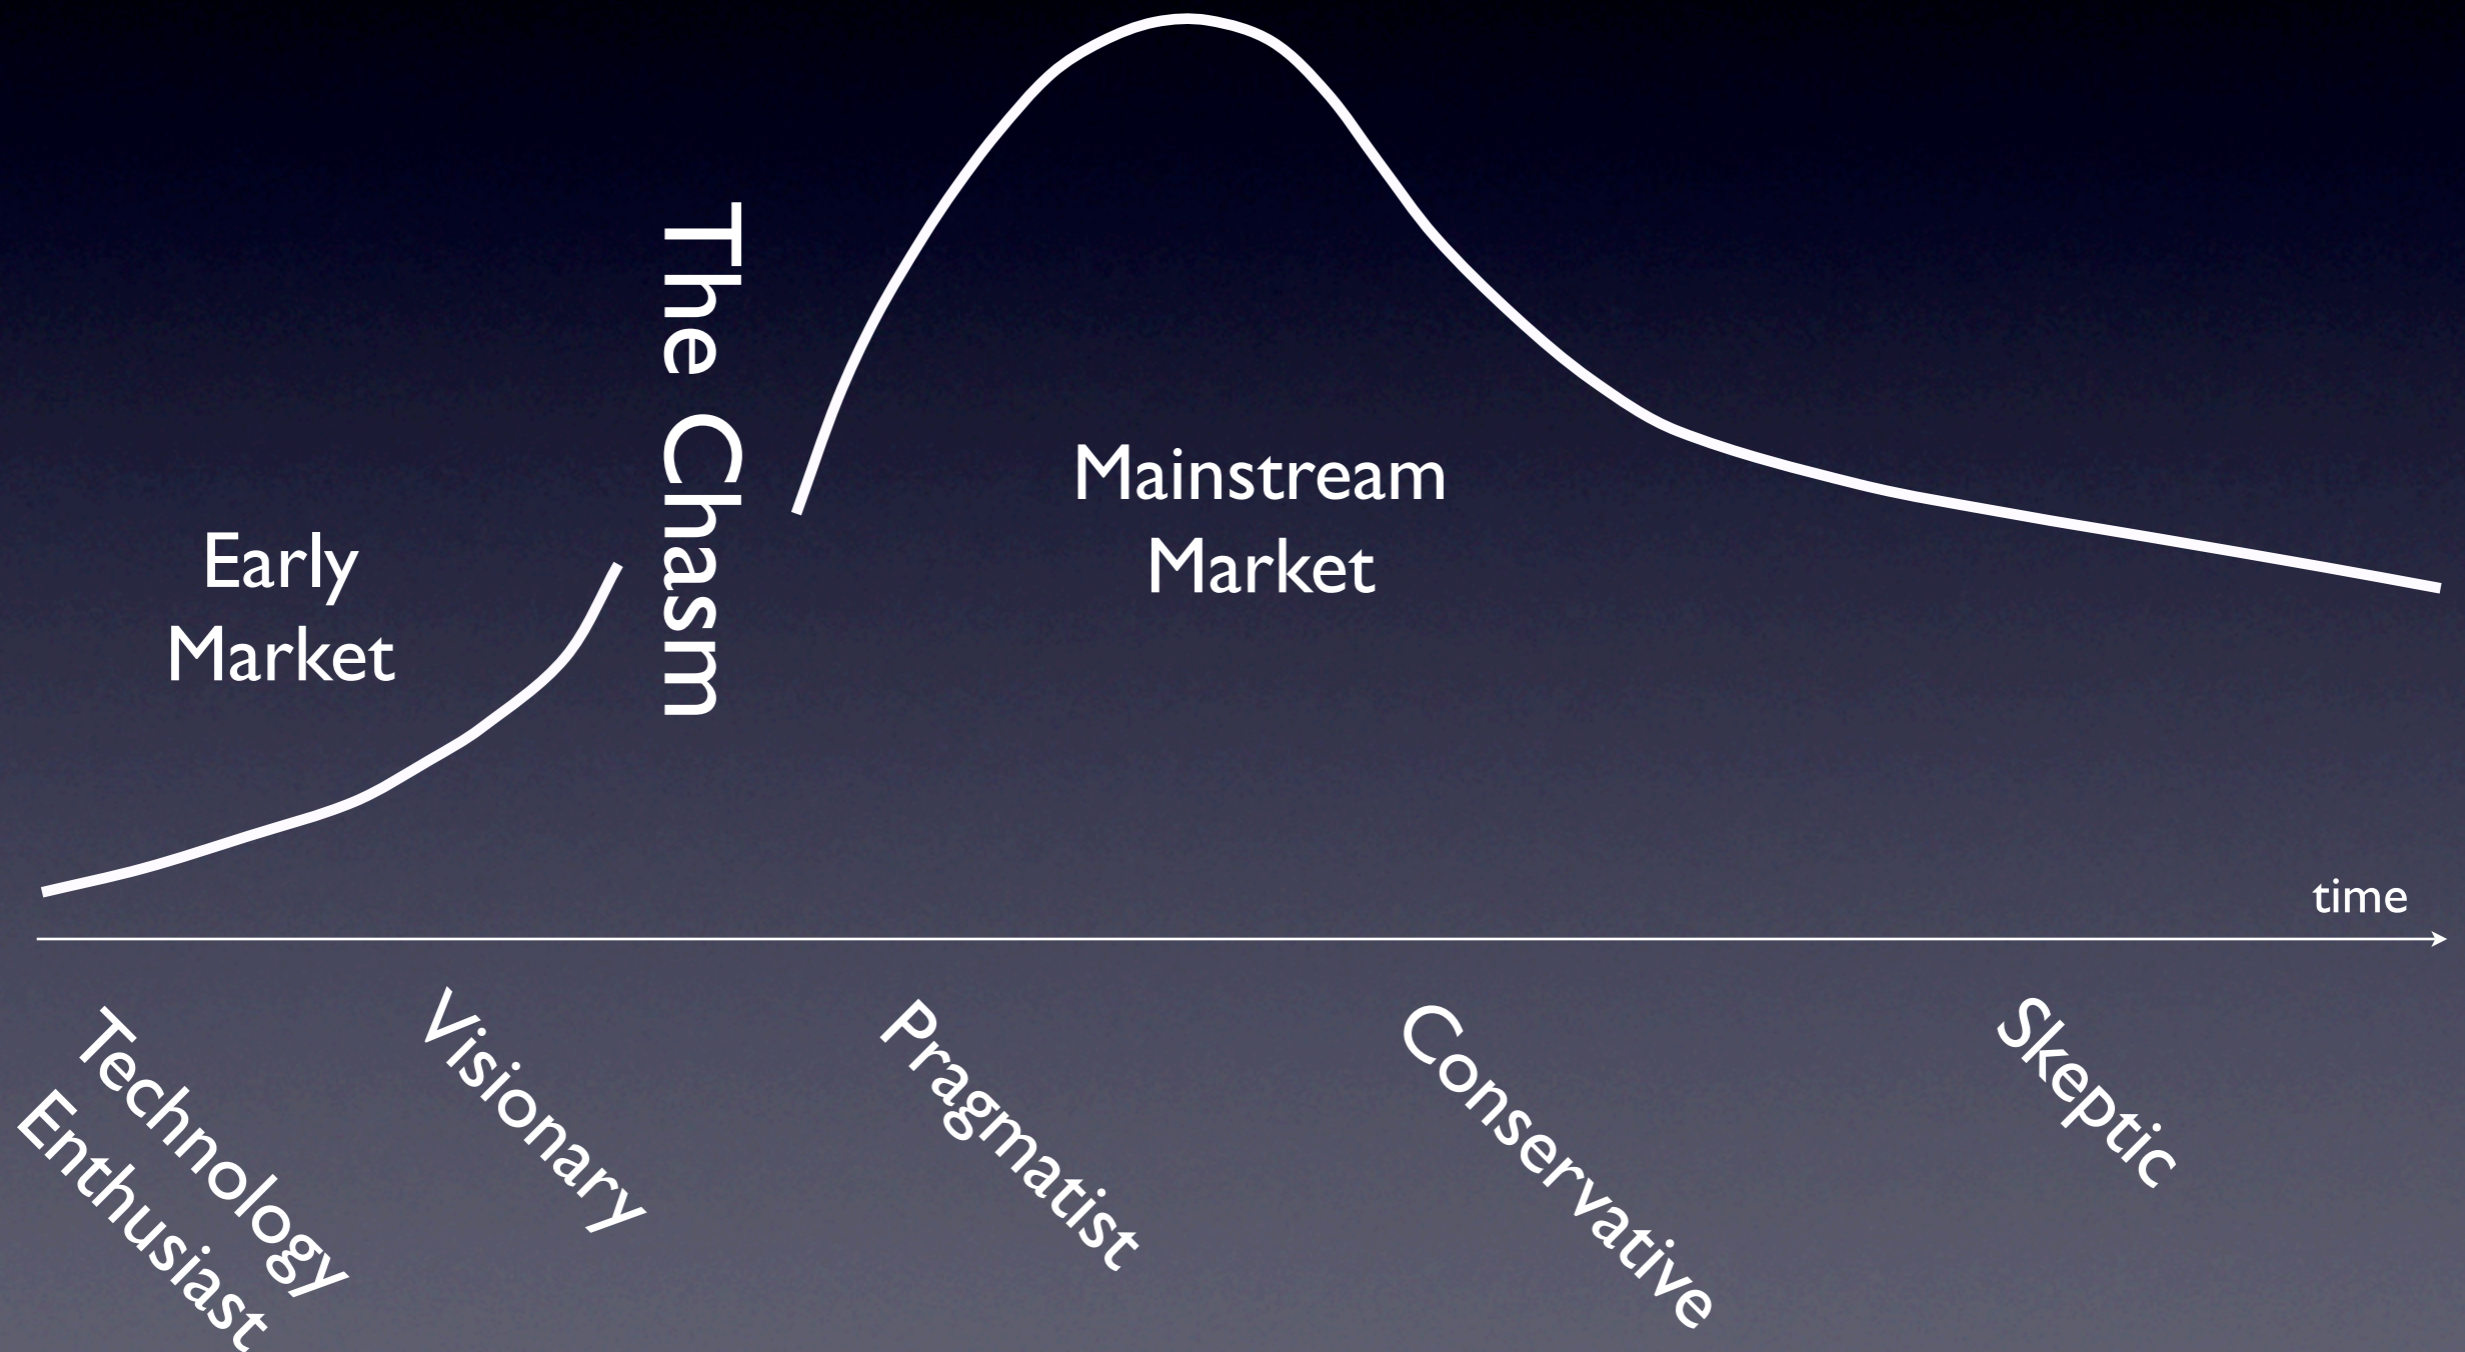 The Chasm
Early
Market
Mainstream
Market
time
Technology
Enthusiast
Visionary
Pragmatist
Conservative
Skeptic